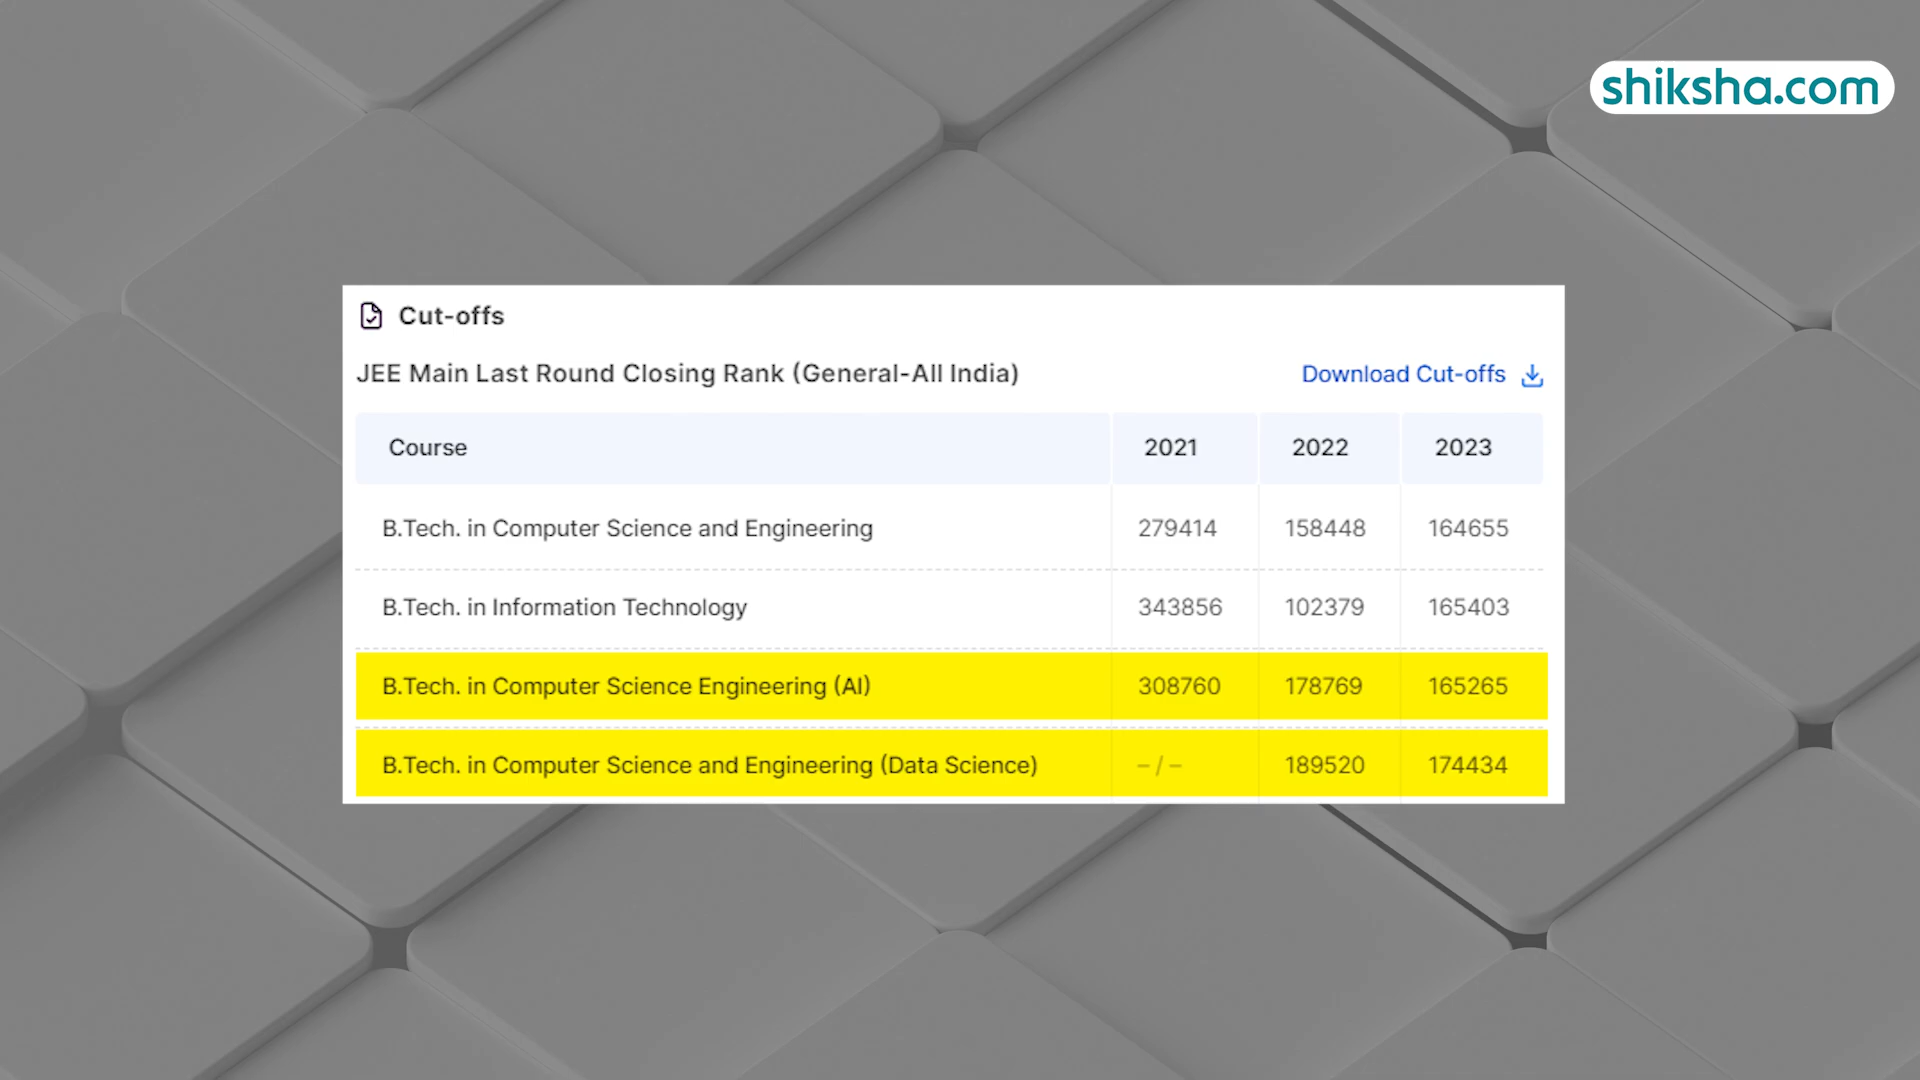 shiksha.com
Cut-offs
JEE Main Last Round Closing Rank (General-All India) Download Cut-offs
Course 2021 2022 2023
B.Tech. in Computer Science and Engineering 279414 158448 164655
B.Tech. in Information Technology 343856 102379 165403
B.Tech. in Computer Science Engineering (AI) 308760 178769 165265
B.Tech. in Computer Science and Engineering (Data Science) – / – 189520 174434